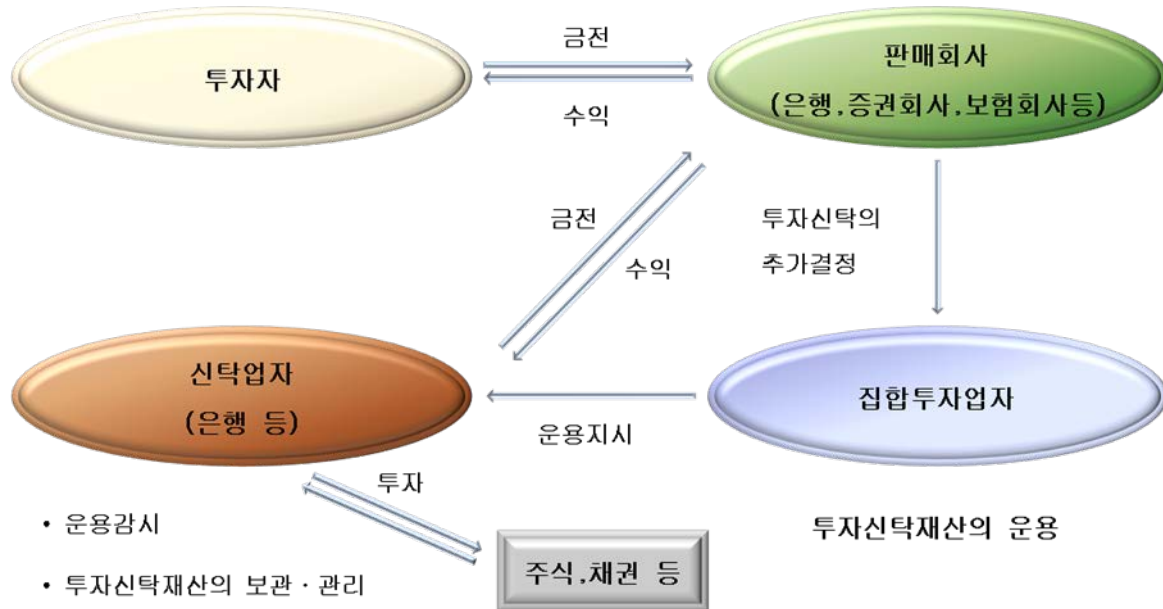 금전
투자자
판매회사
(은행,증권회사,보험회사등)
수익
금전
수익
투자신탁의
추가결정
신탁업자
(은행 등)
집합투자업자
운용지시
투자
• 운용감시
투자신탁재산의 운용
주식,채권 등
• 투자신탁재산의 보관 · 관리